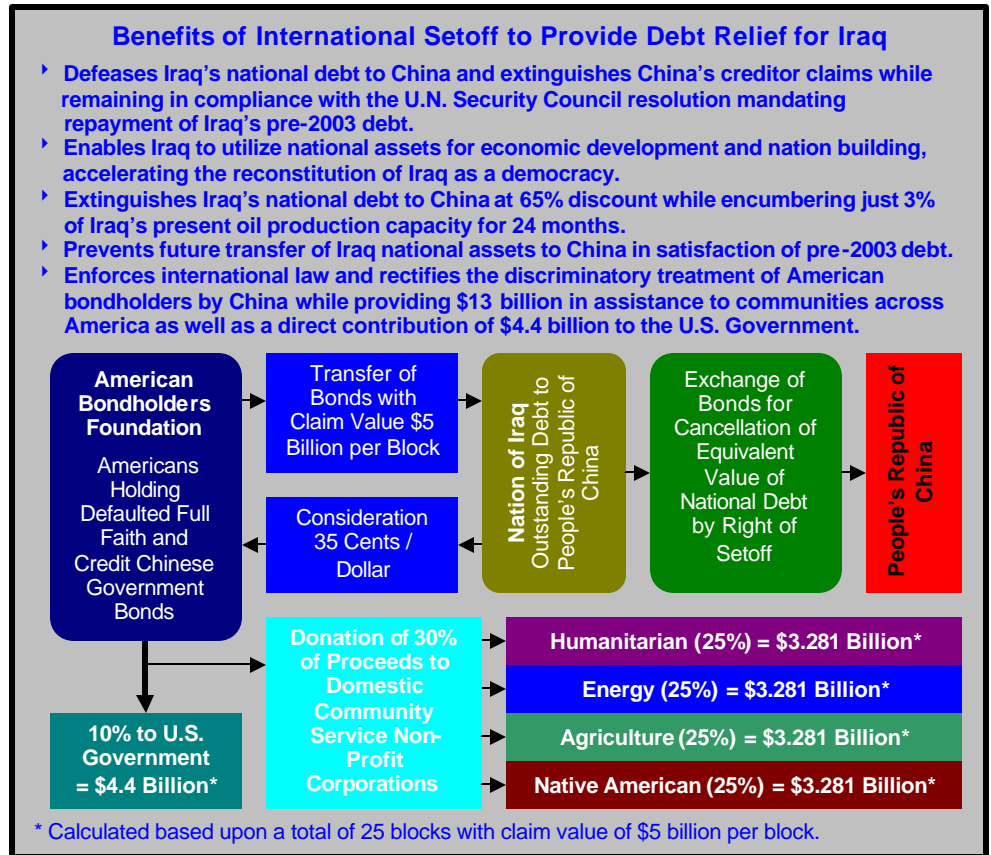 Benefits of International Setoff to Provide Debt Relief for Iraq
Defeases Iraq's national debt to China and extinguishes China's creditor claims while
remaining in compliance with the U.N. Security Council resolution mandating
repayment of Iraq's pre-2003 debt.
Enables Iraq to utilize national assets for economic development and nation building,
accelerating the reconstitution of Iraq as a democracy.
Extinguishes Iraq's national debt to China at 65% discount while encumbering just 3%
of Iraq's present oil production capacity for 24 months.
Prevents future transfer of Iraq national assets to China in satisfaction of pre-2003 debt.
Enforces international law and rectifies the discriminatory treatment of American
bondholders by China while providing $13 billion in assistance to communities across
America as well as a direct contribution of $4.4 billion to the U.S. Government.
American
Bondholders
Foundation
Americans
Holding
Defaulted Full
Faith and
Credit Chinese
Government
Bonds
Transfer of
Bonds with
Claim Value $5
Billion per Block
Consideration
35 Cents /
Dollar
Nation of Iraq
Outstanding Debt to
People's Republic of
China
Exchange of
Bonds for
Cancellation of
Equivalent
Value of
National Debt
by Right of
Setoff
People's Republic of
China
10% to U.S.
Government
= $4.4 Billion*
Donation of 30%
of Proceeds to
Domestic
Community
Service Non-
Profit
Corporations
Humanitarian (25%) = $3.281 Billion*
Energy (25%) = $3.281 Billion*
Agriculture (25%) = $3.281 Billion*
Native American (25%) = $3.281 Billion*
* Calculated based upon a total of 25 blocks with claim value of $5 billion per block.